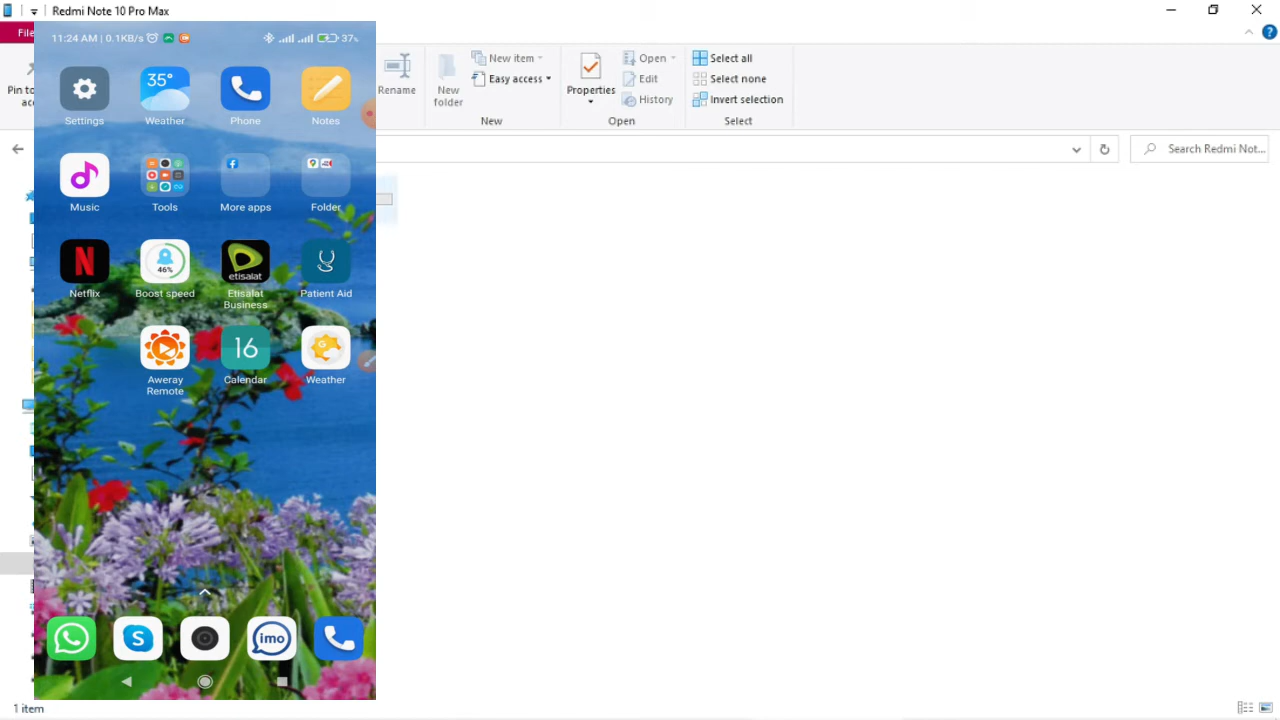 Redmi Note 10 Pro Max
File
11:24 AM | 0.1KB/s
37%
35°
Settings
Weather
Phone
Notes
Music
Tools
More apps
Folder
N
46%
etisalat
Netflix
Boost speed
Etisalat Business
Patient Aid
16
G
Aweray Remote
Calendar
Weather
S
imo
Pin to
Rename
New folder
New item
Easy access
New
Properties
Open
Edit
History
Open
Select all
Select none
Invert selection
Select
Search Redmi Not...
1 item